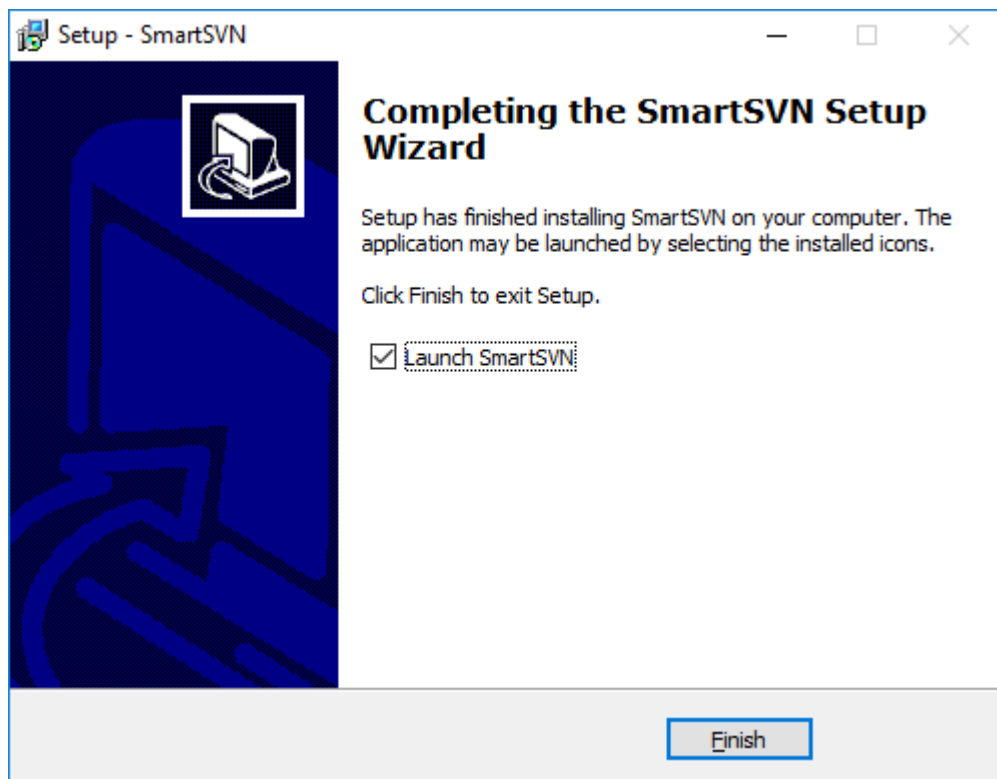 Setup - SmartSVN
Completing the SmartSVN Setup
Wizard
Setup has finished installing SmartSVN on your computer. The
application may be launched by selecting the installed icons.
Click Finish to exit Setup.
Launch SmartSVN
Finish